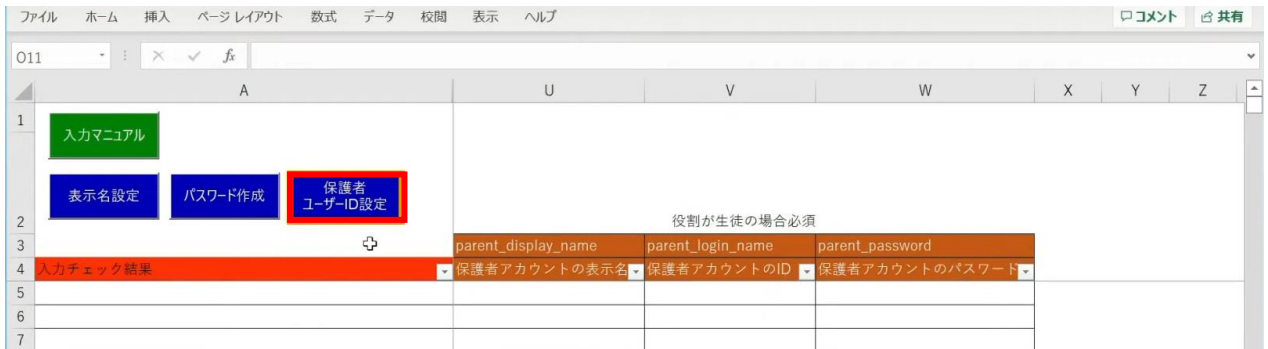 ファイル ホーム 挿入 ページ レイアウト 数式 データ 校閲 表示 ヘルプ コメント 共有
O11 fx
A U V W X Y Z
1
入力マニュアル
表示名設定 パスワード作成 保護者
ユーザーID設定
2 役割が生徒の場合必須
3 parent_display_name parent_login_name parent_password
4 入力チェック結果 保護者アカウントの表示名 保護者アカウントのID 保護者アカウントのパスワード
5
6
7